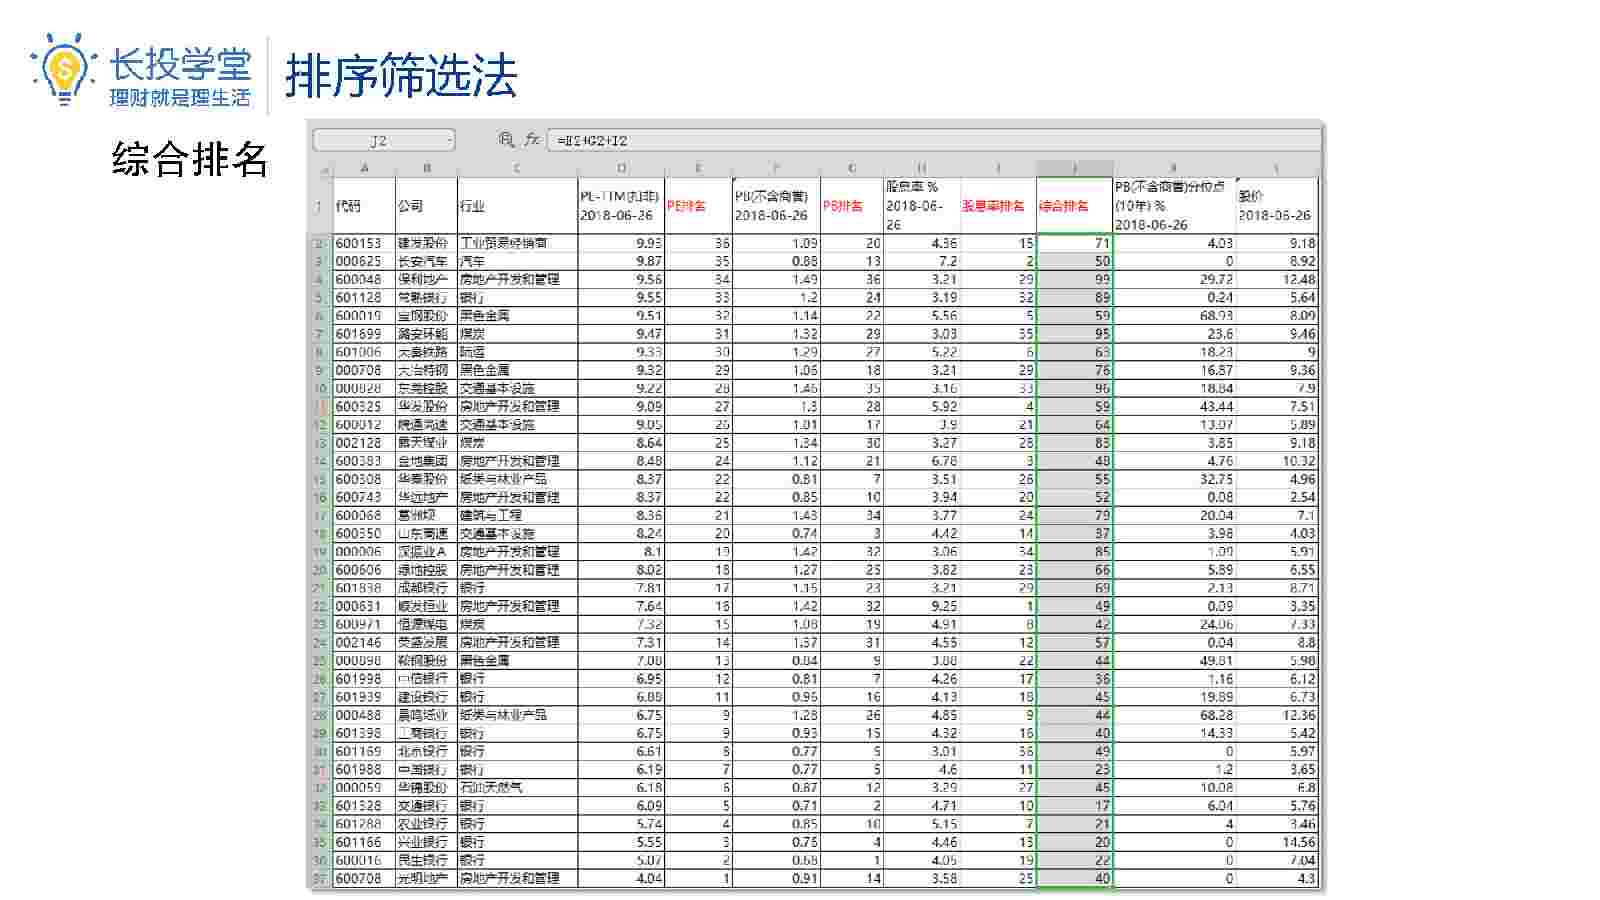 长投学堂
理财就是理生活
排序筛选法
综合排名
J2 fx =E2+G2+I2
A B C D E F G H I J K L
1 代码 公司 行业 PE-TTM(扣非) 2018-06-26 PE排名 PB(不含商誉) 2018-06-26 PB排名 股息率 % 2018-06-26 股息率排名 综合排名 PB(不含商誉)分位点(10年) % 2018-06-26 股价 2018-06-26
2 600153 建发股份 工业贸易经销商 9.93 36 1.09 20 4.36 15 71 4.03 9.18
3 000625 长安汽车 汽车 9.87 35 0.88 13 7.2 2 50 0 8.92
4 600048 保利地产 房地产开发和管理 9.56 34 1.49 36 3.21 29 99 29.72 12.48
5 601128 常熟银行 银行 9.55 33 1.2 24 3.19 32 89 0.24 5.64
6 600019 宝钢股份 黑色金属 9.51 32 1.14 22 5.56 5 59 68.93 8.09
7 601699 潞安环能 煤炭 9.47 31 1.32 29 3.03 35 95 23.6 9.46
8 601006 大秦铁路 陆运 9.33 30 1.29 27 5.22 6 63 18.23 9
9 000708 大冶特钢 黑色金属 9.32 29 1.06 18 3.21 29 76 16.87 9.36
10 000828 东莞控股 交通基本设施 9.22 28 1.46 35 3.16 33 96 18.84 7.9
11 600325 华发股份 房地产开发和管理 9.09 27 1.3 28 5.92 4 59 43.44 7.51
12 600012 皖通高速 交通基本设施 9.05 26 1.01 17 3.9 21 64 13.07 5.89
13 002128 露天煤业 煤炭 8.64 25 1.34 30 3.27 28 83 3.85 9.18
14 600383 金地集团 房地产开发和管理 8.48 24 1.12 21 6.78 3 48 4.76 10.32
15 600308 华泰股份 纸类与林业产品 8.37 22 0.81 7 3.51 26 55 32.75 4.96
16 600743 华远地产 房地产开发和管理 8.37 22 0.85 10 3.94 20 52 0.08 2.54
17 600068 葛洲坝 建筑与工程 8.36 21 1.43 34 3.77 24 79 20.04 7.1
18 600350 山东高速 交通基本设施 8.24 20 0.74 3 4.42 14 37 3.98 4.03
19 000006 深振业A 房地产开发和管理 8.1 19 1.42 32 3.06 34 85 1.09 5.91
20 600606 绿地控股 房地产开发和管理 8.02 18 1.27 25 3.82 23 66 5.89 6.55
21 601838 成都银行 银行 7.81 17 1.15 23 3.21 29 69 2.13 8.71
22 000631 顺发恒业 房地产开发和管理 7.64 16 1.42 32 9.25 1 49 0.09 3.35
23 600971 恒源煤电 煤炭 7.32 15 1.08 19 4.91 8 42 24.06 7.33
24 002146 荣盛发展 房地产开发和管理 7.31 14 1.37 31 4.55 12 57 0.04 8.8
25 000898 鞍钢股份 黑色金属 7.08 13 0.84 9 3.88 22 44 49.81 5.98
26 601998 中信银行 银行 6.95 12 0.81 7 4.26 17 36 1.16 6.12
27 601939 建设银行 银行 6.88 11 0.96 16 4.13 18 45 19.89 6.73
28 000488 晨鸣纸业 纸类与林业产品 6.75 9 1.28 26 4.85 9 44 68.28 12.36
29 601398 工商银行 银行 6.75 9 0.93 15 4.32 16 40 14.33 5.42
30 601169 北京银行 银行 6.61 8 0.77 5 3.01 36 49 0 5.97
31 601988 中国银行 银行 6.19 7 0.77 5 4.6 11 23 1.2 3.65
32 000059 华锦股份 石油天然气 6.18 6 0.87 12 3.29 27 45 10.08 6.8
33 601328 交通银行 银行 6.09 5 0.71 2 4.71 10 17 6.04 5.76
34 601288 农业银行 银行 5.74 4 0.85 10 5.15 7 21 4 3.46
35 601166 兴业银行 银行 5.55 3 0.76 4 4.46 13 20 0 14.56
36 600016 民生银行 银行 5.07 2 0.68 1 4.05 19 22 0 7.04
37 600708 光明地产 房地产开发和管理 4.04 1 0.91 14 3.58 25 40 0 4.3